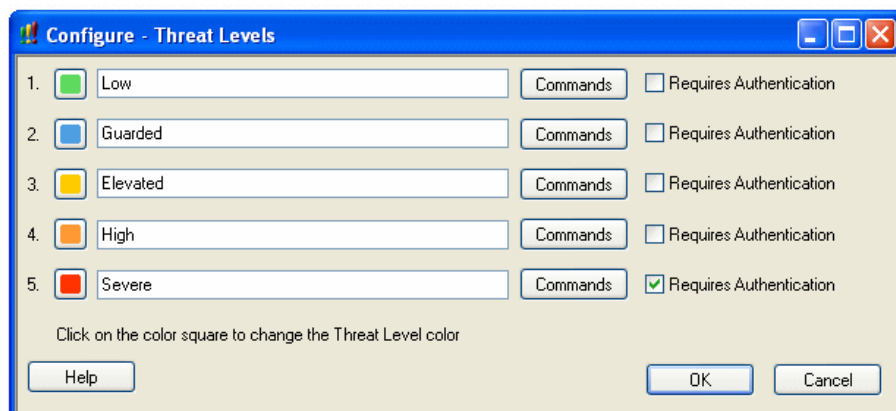 Configure - Threat Levels
1. Low Commands Requires Authentication
2. Guarded Commands Requires Authentication
3. Elevated Commands Requires Authentication
4. High Commands Requires Authentication
5. Severe Commands Requires Authentication
Click on the color square to change the Threat Level color
Help OK Cancel